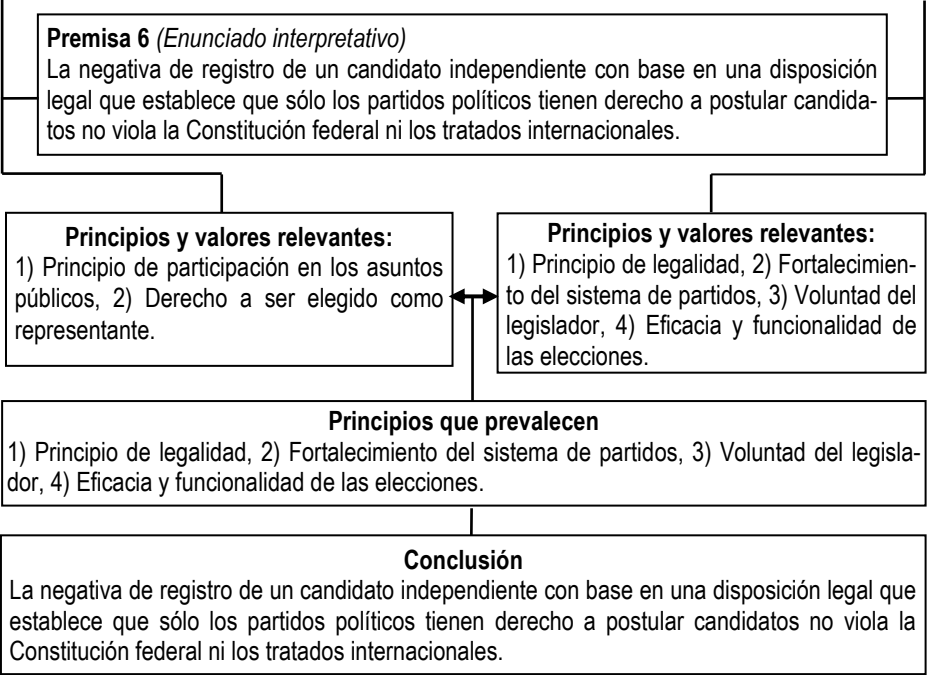 Premisa 6 (Enunciado interpretativo)
La negativa de registro de un candidato independiente con base en una disposición
legal que establece que sólo los partidos políticos tienen derecho a postular candida-
tos no viola la Constitución federal ni los tratados internacionales.
Principios y valores relevantes:
1) Principio de participación en los asuntos
públicos, 2) Derecho a ser elegido como
representante.
Principios y valores relevantes:
1) Principio de legalidad, 2) Fortalecimien-
to del sistema de partidos, 3) Voluntad del
legislador, 4) Eficacia y funcionalidad de
las elecciones.
Principios que prevalecen
1) Principio de legalidad, 2) Fortalecimiento del sistema de partidos, 3) Voluntad del legisla-
dor, 4) Eficacia y funcionalidad de las elecciones.
Conclusión
La negativa de registro de un candidato independiente con base en una disposición legal que
establece que sólo los partidos políticos tienen derecho a postular candidatos no viola la
Constitución federal ni los tratados internacionales.